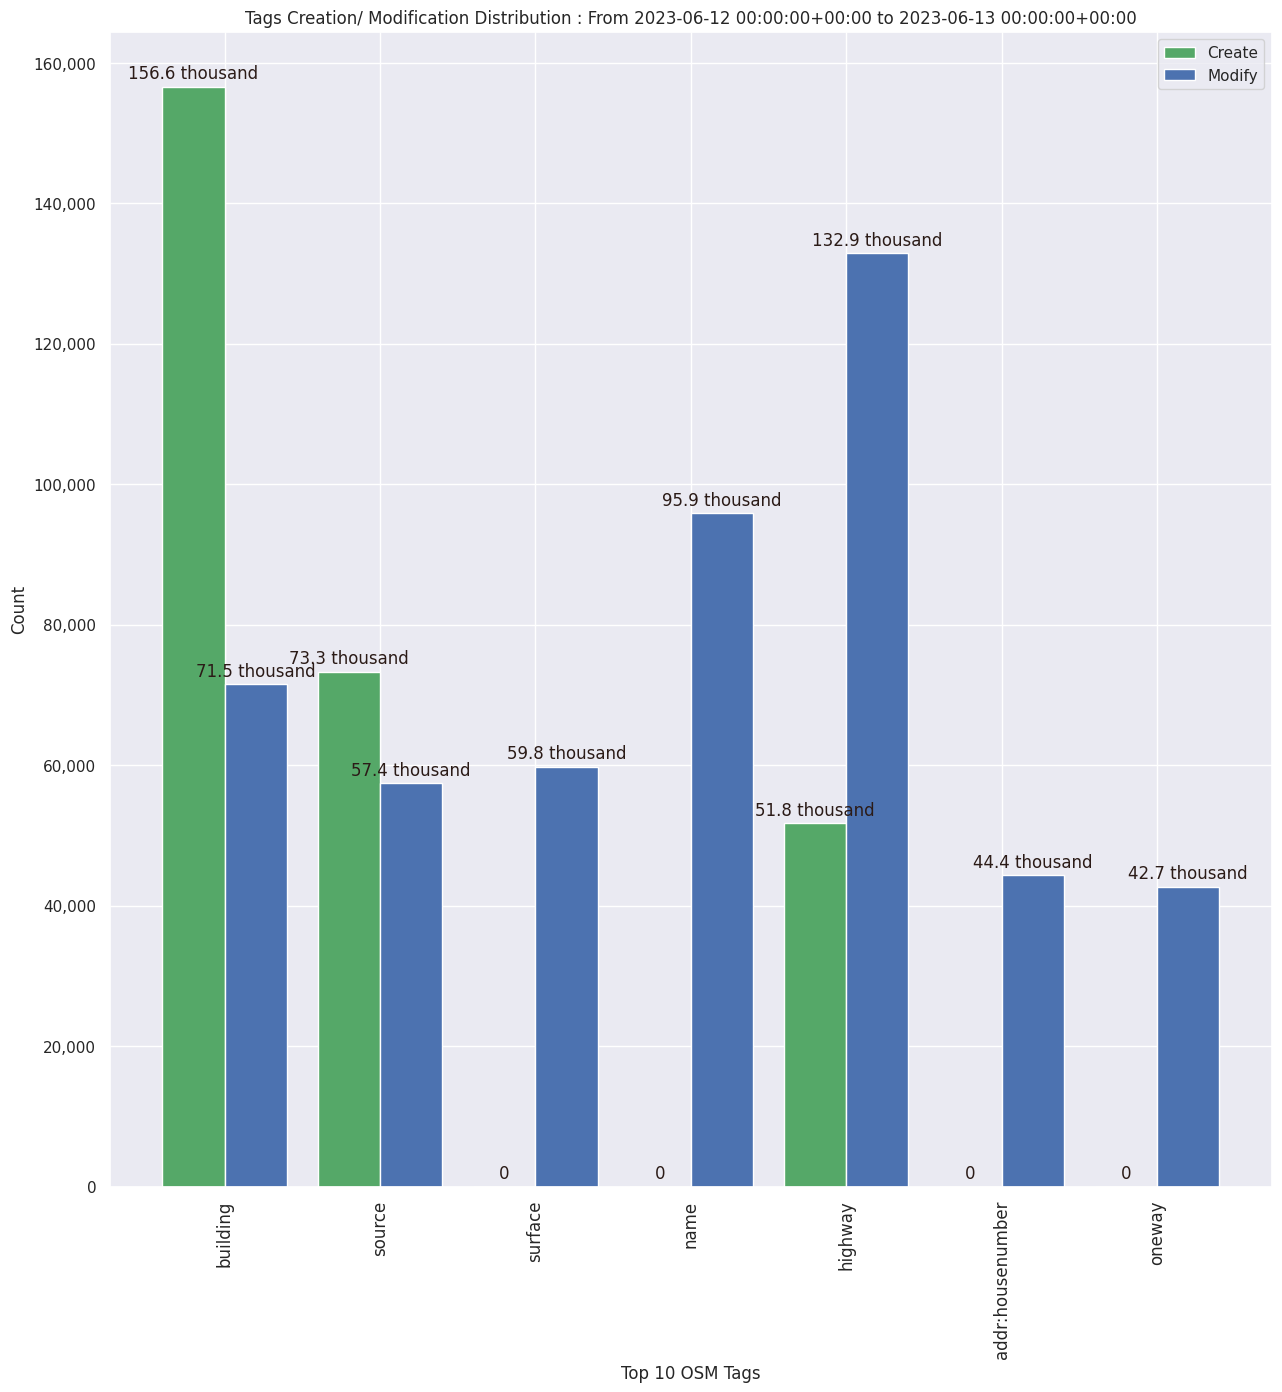 Tags Creation/ Modification Distribution : From 2023-06-12 00:00:00+00:00 to 2023-06-13 00:00:00+00:00
Create
Modify
160,000
140,000
120,000
100,000
80,000
60,000
40,000
20,000
0
Count
156.6 thousand
71.5 thousand
73.3 thousand
57.4 thousand
0
59.8 thousand
0
95.9 thousand
51.8 thousand
132.9 thousand
0
44.4 thousand
0
42.7 thousand
building
source
surface
name
highway
addr:housenumber
oneway
Top 10 OSM Tags